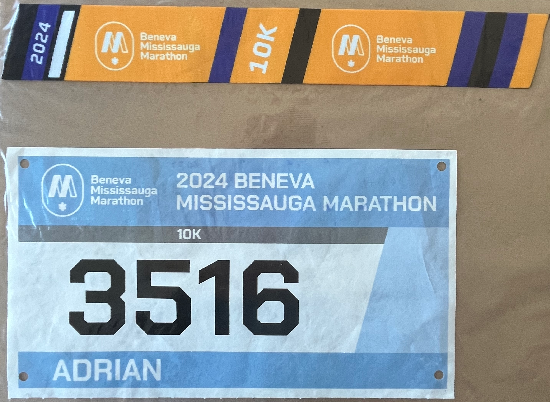 2024
Beneva
Mississauga
Marathon
10K
Beneva
Mississauga
Marathon
Beneva
Mississauga
Marathon
2024 BENEVA
MISSISSAUGA MARATHON
10K
3516
ADRIAN